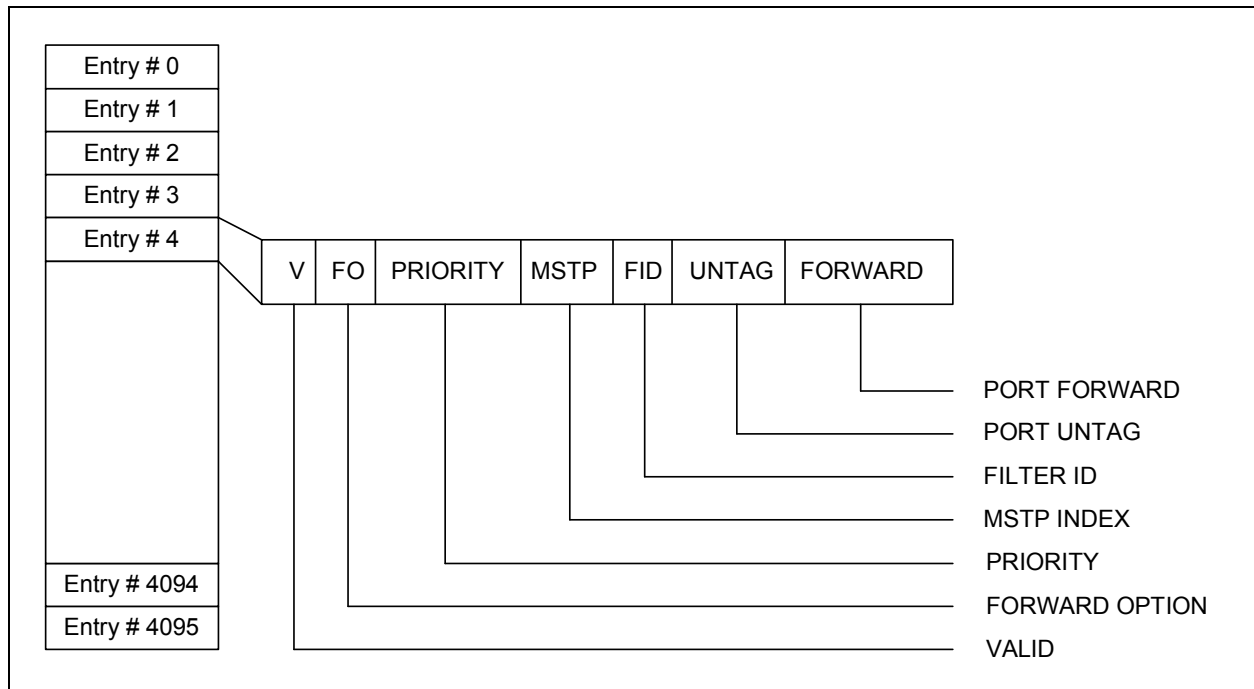 Entry # 0
Entry # 1
Entry # 2
Entry # 3
Entry # 4
V FO PRIORITY MSTP FID UNTAG FORWARD
PORT FORWARD
PORT UNTAG
FILTER ID
MSTP INDEX
PRIORITY
FORWARD OPTION
VALID
Entry # 4094
Entry # 4095